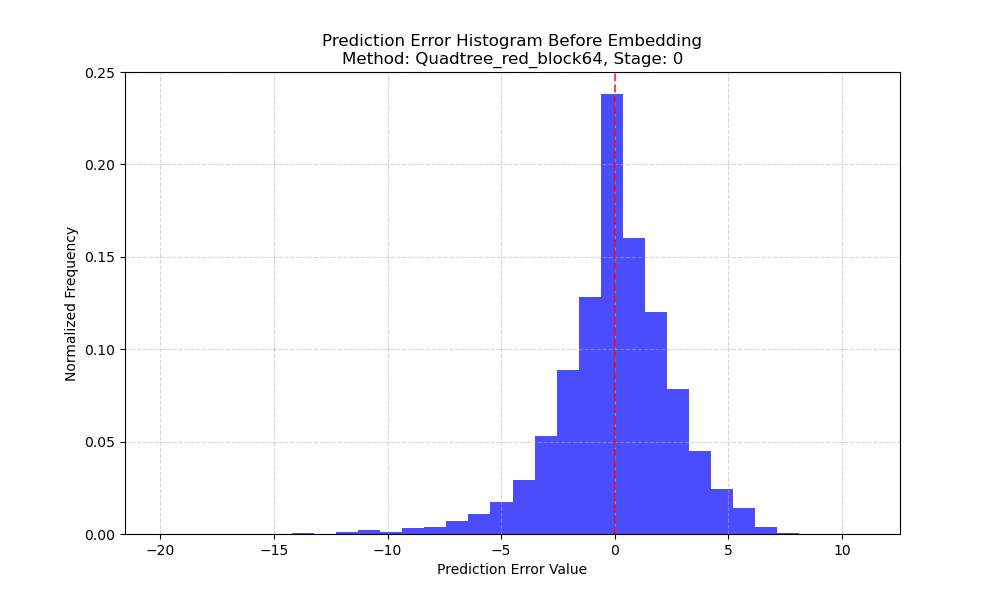 Prediction Error Histogram Before Embedding
Method: Quadtree_red_block64, Stage: 0
Normalized Frequency
0.25
0.20
0.15
0.10
0.05
0.00
−20 −15 −10 −5 0 5 10
Prediction Error Value